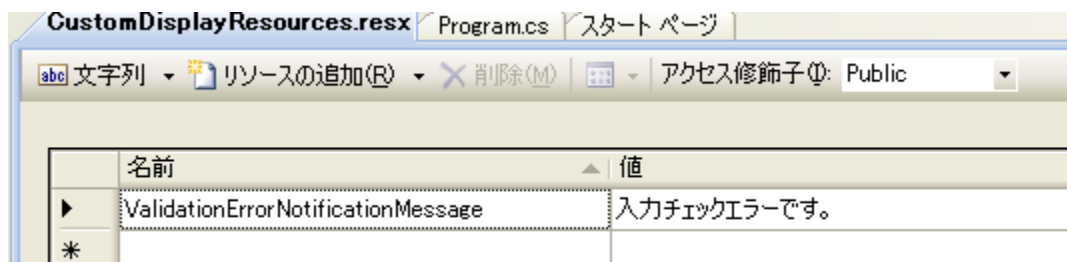 CustomDisplayResources.resx Program.cs スタート ページ
abc 文字列 リソースの追加(R) 削除(M) アクセス修飾子(I): Public
名前 値
ValidationErrorNotificationMessage 入力チェックエラーです。